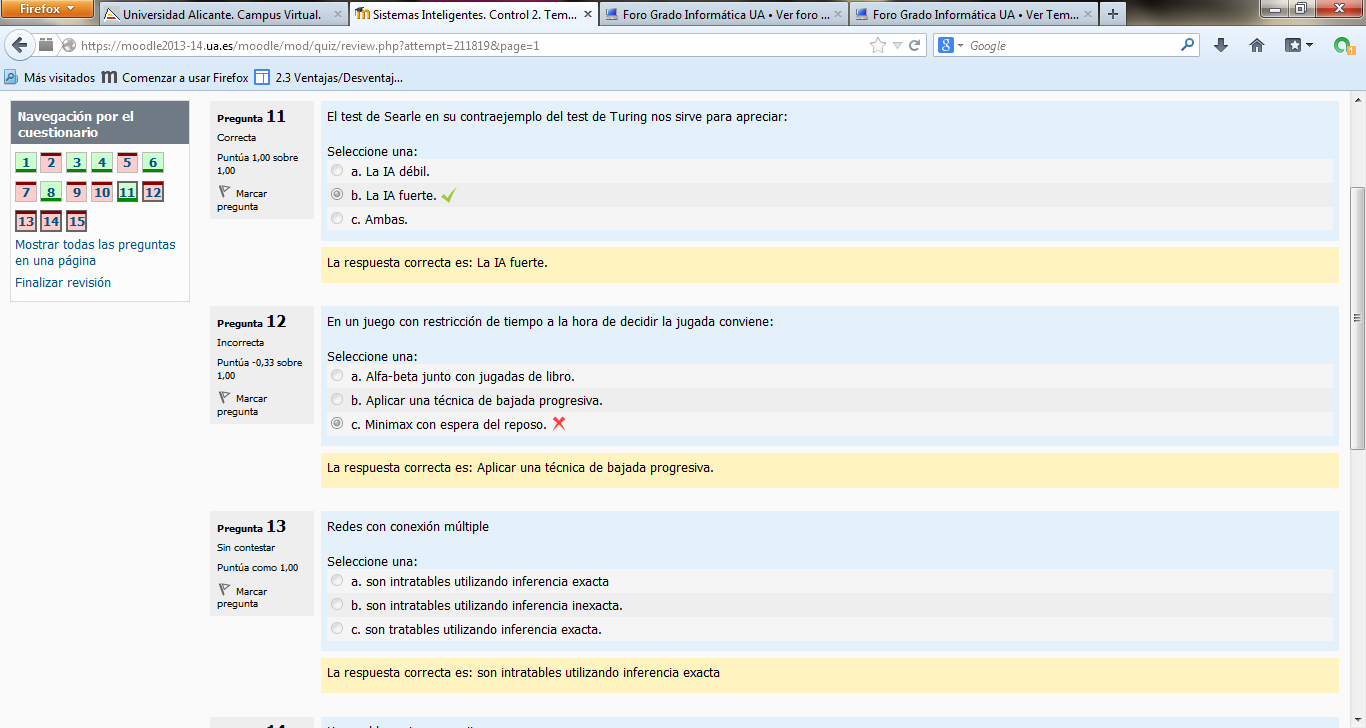 Firefox
Universidad Alicante. Campus Virtual.
Sistemas Inteligentes. Control 2. Tem...
Foro Grado Informática UA • Ver foro ...
Foro Grado Informática UA • Ver Tem...
https://moodle2013-14.ua.es/moodle/mod/quiz/review.php?attempt=211819&page=1
Google
Más visitados
Comenzar a usar Firefox
2.3 Ventajas/Desventaj...
Navegación por el
cuestionario
1 2 3 4 5 6
7 8 9 10 11 12
13 14 15
Mostrar todas las preguntas
en una página
Finalizar revisión
Pregunta 11
Correcta
Puntúa 1,00 sobre
1,00
Marcar
pregunta
El test de Searle en su contraejemplo del test de Turing nos sirve para apreciar:
Seleccione una:
a. La IA débil.
b. La IA fuerte.
c. Ambas.
La respuesta correcta es: La IA fuerte.
Pregunta 12
Incorrecta
Puntúa -0,33 sobre
1,00
Marcar
pregunta
En un juego con restricción de tiempo a la hora de decidir la jugada conviene:
Seleccione una:
a. Alfa-beta junto con jugadas de libro.
b. Aplicar una técnica de bajada progresiva.
c. Minimax con espera del reposo.
La respuesta correcta es: Aplicar una técnica de bajada progresiva.
Pregunta 13
Sin contestar
Puntúa como 1,00
Marcar
pregunta
Redes con conexión múltiple
Seleccione una:
a. son intratables utilizando inferencia exacta
b. son intratables utilizando inferencia inexacta.
c. son tratables utilizando inferencia exacta.
La respuesta correcta es: son intratables utilizando inferencia exacta